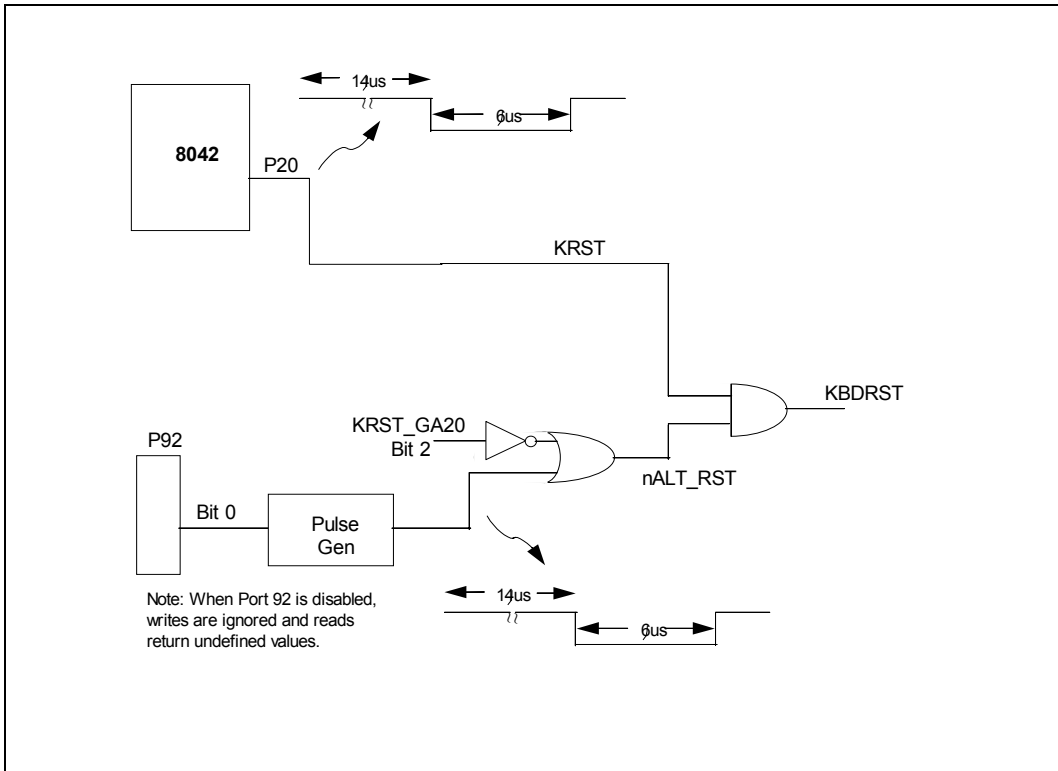 14us
6us
8042
P20
KRST
KBDRST
KRST_GA20
Bit 2
P92
nALT_RST
Bit 0
Pulse
Gen
14us
6us
Note: When Port 92 is disabled,
writes are ignored and reads
return undefined values.